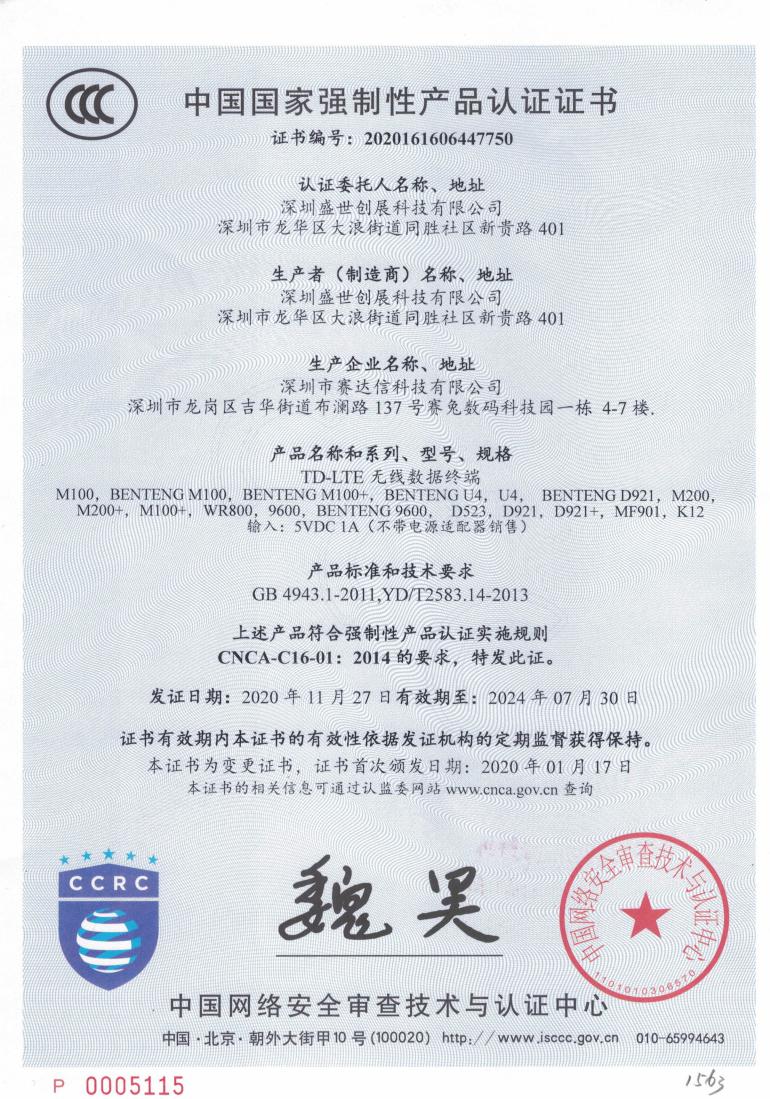 CCC
中国国家强制性产品认证证书
证书编号：2020161606447750
认证委托人名称、地址
深圳盛世创展科技有限公司
深圳市龙华区大浪街道同胜社区新贵路 401
生产者（制造商）名称、地址
深圳盛世创展科技有限公司
深圳市龙华区大浪街道同胜社区新贵路 401
生产企业名称、地址
深圳市赛达信科技有限公司
深圳市龙岗区吉华街道布澜路 137 号赛兔数码科技园一栋 4-7 楼.
产品名称和系列、型号、规格
TD-LTE 无线数据终端
M100，BENTENG M100，BENTENG M100+，BENTENG U4，U4， BENTENG D921，M200，
M200+，M100+，WR800，9600，BENTENG 9600， D523，D921，D921+，MF901，K12
输入：5VDC 1A（不带电源适配器销售）
产品标准和技术要求
GB 4943.1-2011,YD/T2583.14-2013
上述产品符合强制性产品认证实施规则
CNCA-C16-01：2014 的要求，特发此证。
发证日期：2020 年 11 月 27 日有效期至：2024 年 07 月 30 日
证书有效期内本证书的有效性依据发证机构的定期监督获得保持。
本证书为变更证书，证书首次颁发日期：2020 年 01 月 17 日
本证书的相关信息可通过认监委网站 www.cnca.gov.cn 查询
CCRC
魏昊
中国网络安全审查技术与认证中心
1101010306570
中国网络安全审查技术与认证中心
中国·北京·朝外大街甲10 号(100020) http://www.isccc.gov.cn 010-65994643
P 0005115
1563